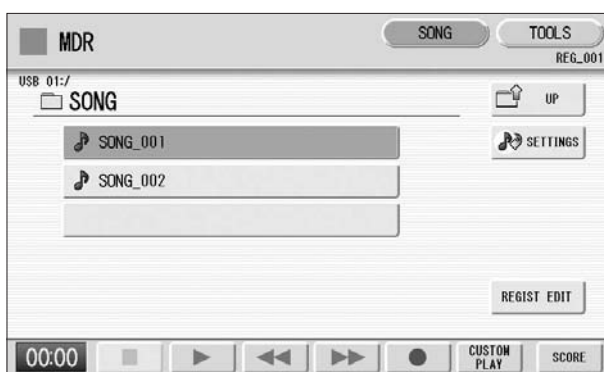 MDR
SONG
TOOLS
REG_001
USB 01:/
SONG
UP
SONG_001
SETTINGS
SONG_002
REGIST EDIT
00:00
CUSTOM
PLAY
SCORE